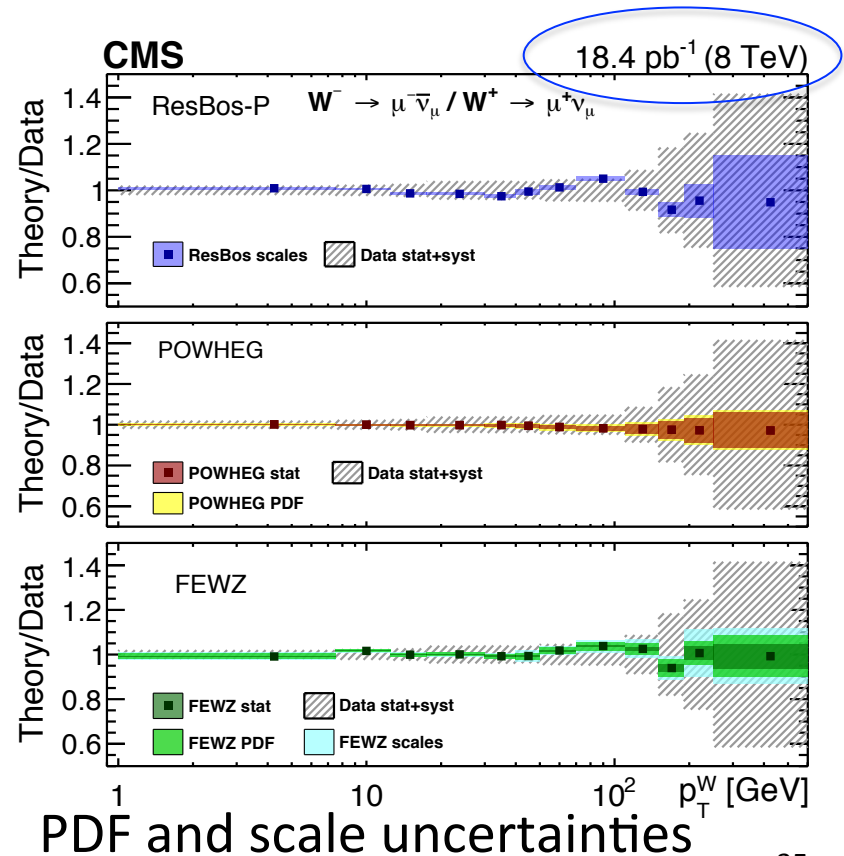 CMS 18.4 pb⁻¹ (8 TeV)
ResBos-P W⁻ → μ⁻ν̄_μ / W⁺ → μ⁺ν_μ
Theory/Data
1.4
1.2
1
0.8
0.6
ResBos scales Data stat+syst
POWHEG
Theory/Data
1.4
1.2
1
0.8
0.6
POWHEG stat Data stat+syst
POWHEG PDF
FEWZ
Theory/Data
1.4
1.2
1
0.8
0.6
FEWZ stat Data stat+syst
FEWZ PDF FEWZ scales
1 10 10² p_T^W [GeV]
PDF and scale uncertainties